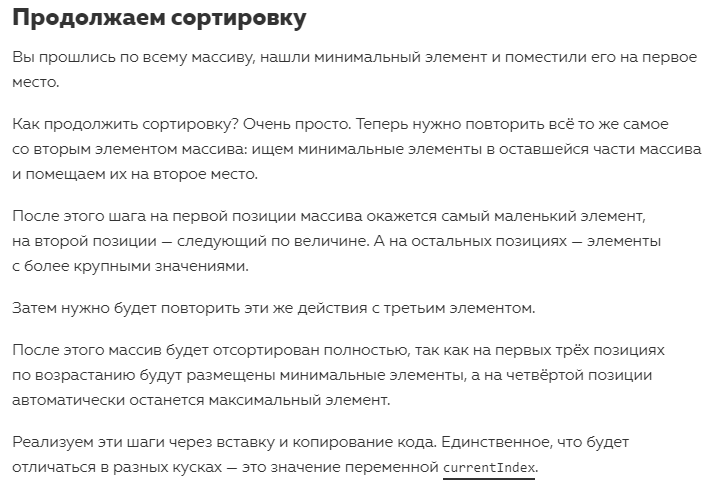 Продолжаем сортировку
Вы прошлись по всему массиву, нашли минимальный элемент и поместили его на первое
место.
Как продолжить сортировку? Очень просто. Теперь нужно повторить всё то же самое
со вторым элементом массива: ищем минимальные элементы в оставшейся части массива
и помещаем их на второе место.
После этого шага на первой позиции массива окажется самый маленький элемент,
на второй позиции — следующий по величине. А на остальных позициях — элементы
с более крупными значениями.
Затем нужно будет повторить эти же действия с третьим элементом.
После этого массив будет отсортирован полностью, так как на первых трёх позициях
по возрастанию будут размещены минимальные элементы, а на четвёртой позиции
автоматически останется максимальный элемент.
Реализуем эти шаги через вставку и копирование кода. Единственное, что будет
отличаться в разных кусках — это значение переменной currentIndex.